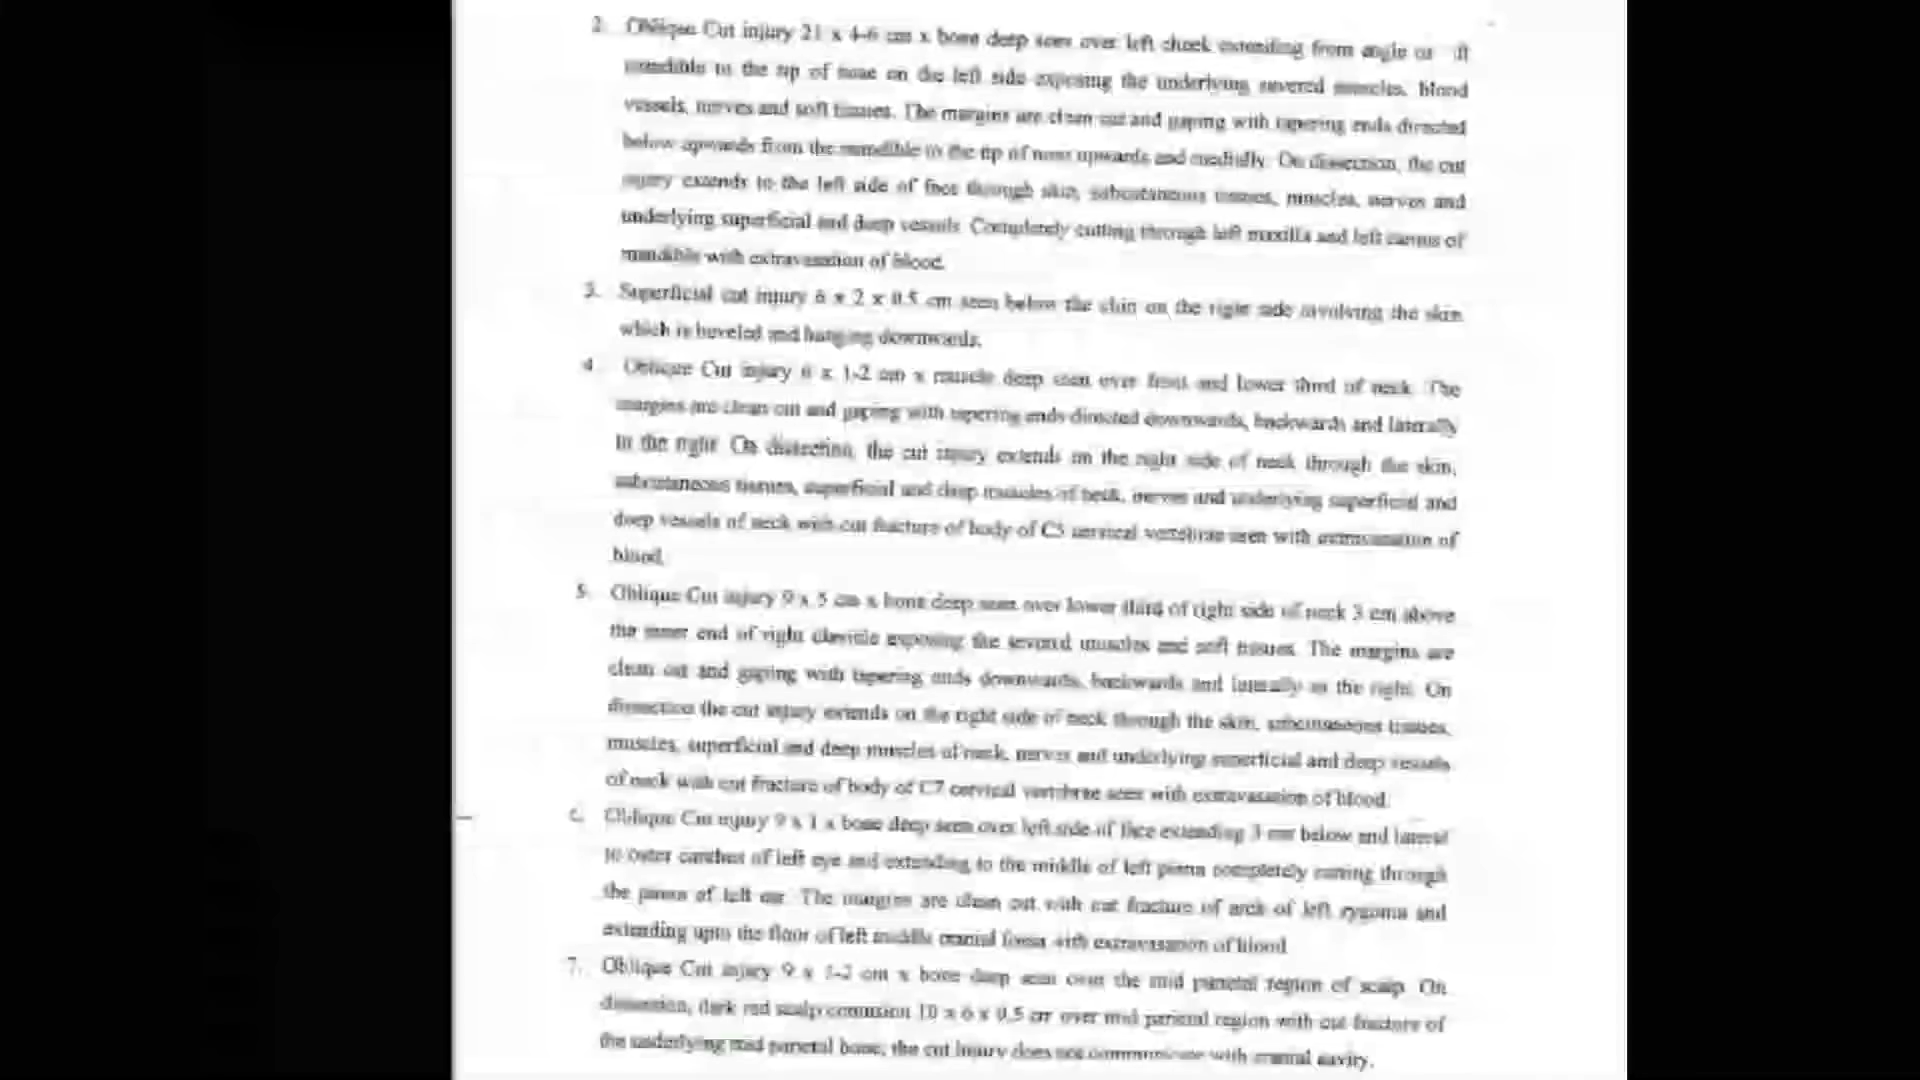 2. Oblique Cut injury 21 x 4-6 cm x bone deep seen over left cheek extending from angle
mandible to the tip of nose on the left side exposing the underlying severed muscles, blood
vessels, nerves and soft tissues. The margins are clean cut and gaping with tapering ends directed
below upwards from the mandible to the tip of nose upwards and medially. On dissection, the cut
injury extends to the left side of face through skin, subcutaneous tissues, muscles, nerves and
underlying superficial and deep vessels. Completely cutting through left maxilla and left ramus of
mandible with extravasation of blood.
3. Superficial cut injury 6 x 2 x 0.5 cm seen below the chin on the right side involving the skin
which is beveled and hanging downwards.
4. Oblique Cut injury 6 x 1-2 cm x muscle deep seen over front and lower third of neck. The
margins are clean cut and gaping with tapering ends directed downwards, backwards and laterally
to the right. On dissection, the cut injury extends on the right side of neck through the skin,
subcutaneous tissues, superficial and deep muscles of neck, nerves and underlying superficial and
deep vessels of neck with cut fracture of body of C5 cervical vertebrae seen with extravasation of
blood.
5. Oblique Cut injury 9 x 5 cm x bone deep seen over lower third of right side of neck 3 cm above
the inner end of right clavicle exposing the severed muscles and soft tissues. The margins are
clean cut and gaping with tapering ends downwards, backwards and laterally to the right. On
dissection the cut injury extends on the right side of neck through the skin, subcutaneous tissues,
muscles, superficial and deep muscles of neck, nerves and underlying superficial and deep vessels
of neck with cut fracture of body of C7 cervical vertebrae seen with extravasation of blood.
6. Oblique Cut injury 9 x 1 x bone deep seen over left side of face extending 3 cm below and lateral
to outer canthus of left eye and extending to the middle of left pinna completely cutting through
the pinna of left ear. The margins are clean cut with cut fracture of arch of left zygoma and
extending upto the floor of left middle cranial fossa with extravasation of blood
7. Oblique Cut injury 9 x 1-2 cm x bone deep seen over the mid parietal region of scalp. On
dissection, dark red scalp contusion 10 x 6 x 0.5 cm over mid parietal region with cut fracture of
the underlying mid parietal bone, the cut injury does not communicate with cranial cavity.